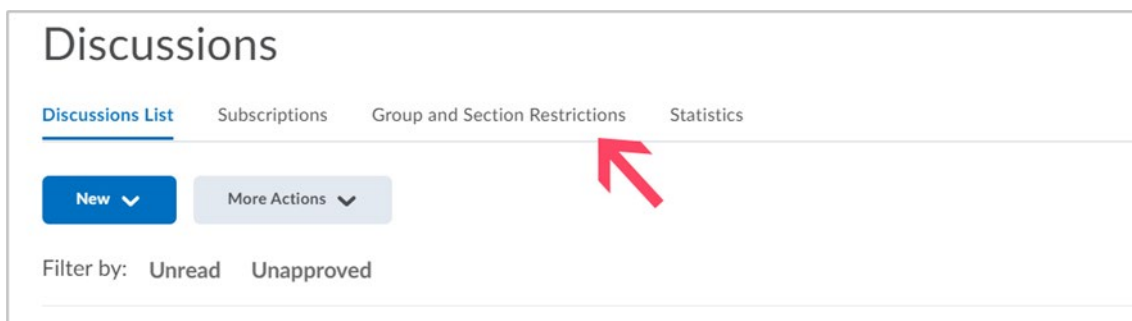 Discussions
Discussions List Subscriptions Group and Section Restrictions Statistics
New More Actions
Filter by: Unread Unapproved